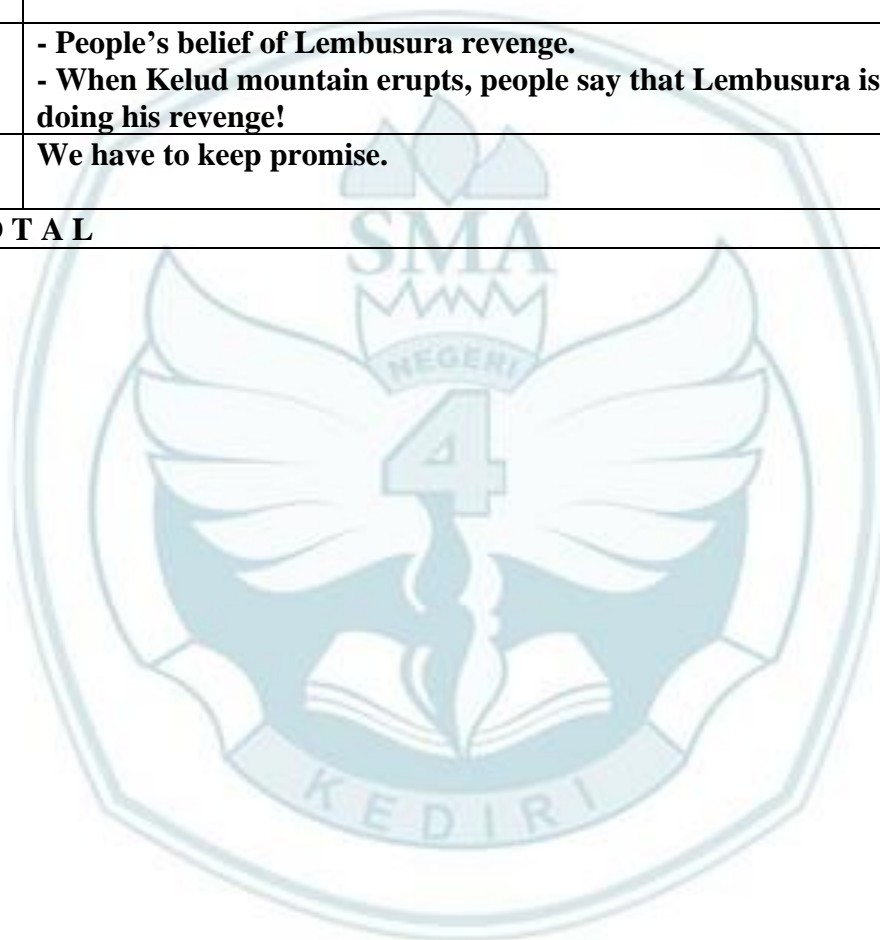 - People's belief of Lembusura revenge.
- When Kelud mountain erupts, people say that Lembusura is
doing his revenge!
We have to keep promise.
T A L
SMA
NEGERI
4
KEDIRI